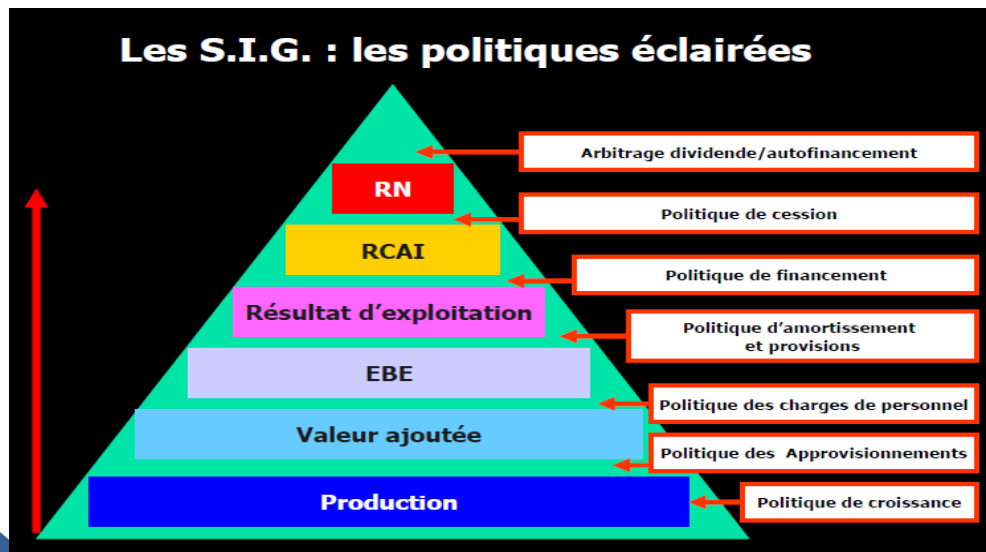 Les S.I.G. : les politiques éclairées
Arbitrage dividende/autofinancement
RN
Politique de cession
RCAI
Politique de financement
Résultat d'exploitation
Politique d'amortissement
et provisions
EBE
Politique des charges de personnel
Valeur ajoutée
Politique des Approvisionnements
Production
Politique de croissance